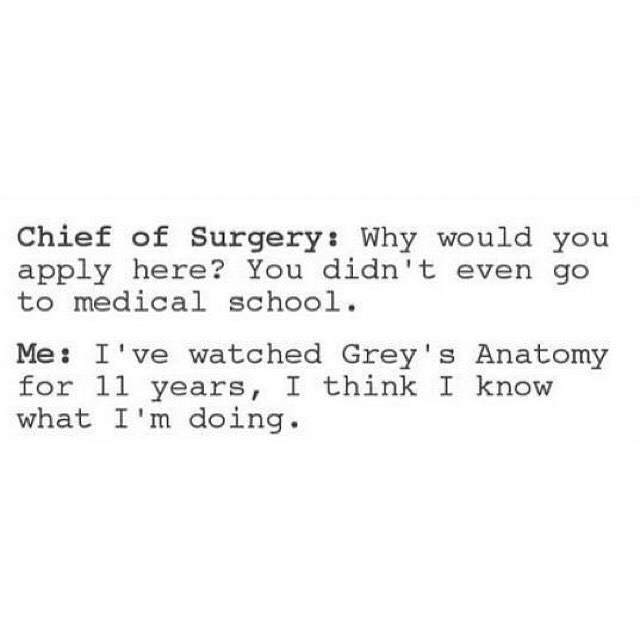 Chief of Surgery: Why would you
apply here? You didn't even go
to medical school.
Me: I've watched Grey's Anatomy
for 11 years, I think I know
what I'm doing.